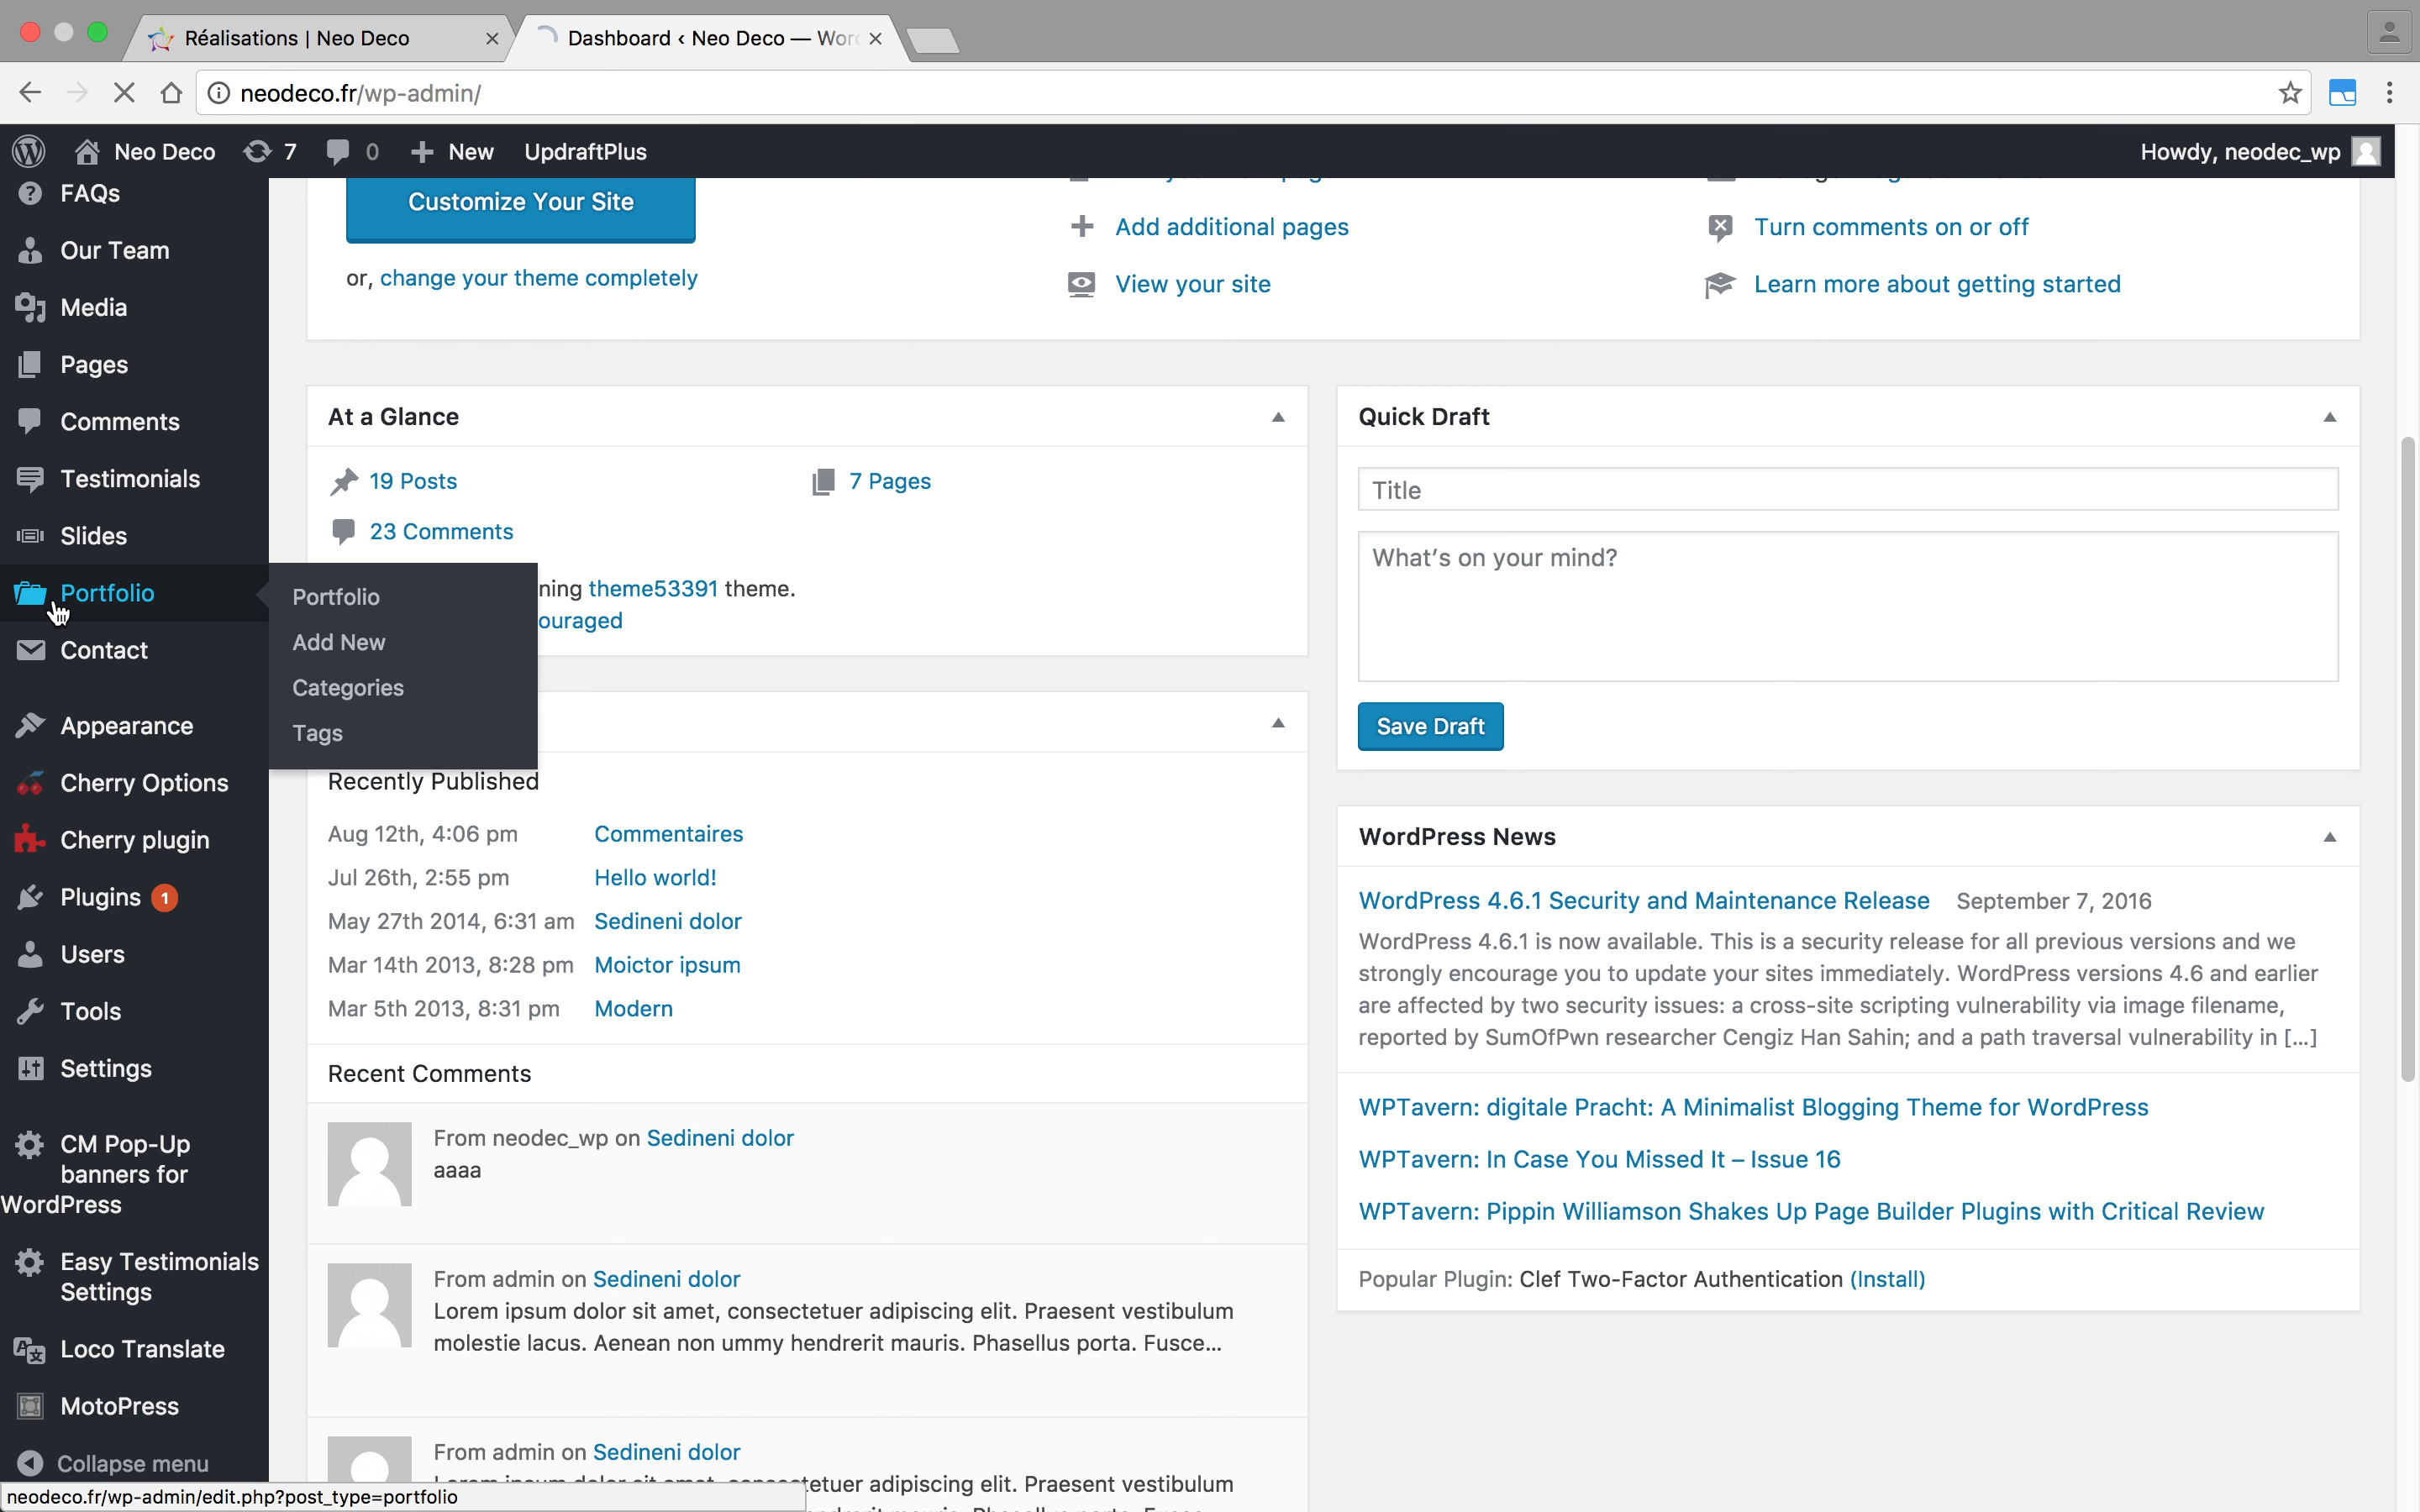 Réalisations | Neo Deco
Dashboard ‹ Neo Deco — Wor
neodeco.fr/wp-admin/
Neo Deco
7
0
New
UpdraftPlus
Howdy, neodec_wp
FAQs
Our Team
Media
Pages
Comments
Testimonials
Slides
Portfolio
Contact
Appearance
Cherry Options
Cherry plugin
Plugins 1
Users
Tools
Settings
CM Pop-Up
banners for
WordPress
Easy Testimonials
Settings
Loco Translate
MotoPress
Collapse menu
Portfolio
Add New
Categories
Tags
Customize Your Site
or, change your theme completely
Add additional pages
View your site
Turn comments on or off
Learn more about getting started
At a Glance
19 Posts
7 Pages
23 Comments
ning theme53391 theme.
ouraged
Recently Published
Aug 12th, 4:06 pm Commentaires
Jul 26th, 2:55 pm Hello world!
May 27th 2014, 6:31 am Sedineni dolor
Mar 14th 2013, 8:28 pm Moictor ipsum
Mar 5th 2013, 8:31 pm Modern
Recent Comments
From neodec_wp on Sedineni dolor
aaaa
From admin on Sedineni dolor
Lorem ipsum dolor sit amet, consectetuer adipiscing elit. Praesent vestibulum
molestie lacus. Aenean non ummy hendrerit mauris. Phasellus porta. Fusce...
From admin on Sedineni dolor
Lorem ipsum dolor sit amet, consectetuer adipiscing elit. Praesent vestibulum
Quick Draft
Title
What's on your mind?
Save Draft
WordPress News
WordPress 4.6.1 Security and Maintenance Release September 7, 2016
WordPress 4.6.1 is now available. This is a security release for all previous versions and we
strongly encourage you to update your sites immediately. WordPress versions 4.6 and earlier
are affected by two security issues: a cross-site scripting vulnerability via image filename,
reported by SumOfPwn researcher Cengiz Han Sahin; and a path traversal vulnerability in [...]
WPTavern: digitale Pracht: A Minimalist Blogging Theme for WordPress
WPTavern: In Case You Missed It – Issue 16
WPTavern: Pippin Williamson Shakes Up Page Builder Plugins with Critical Review
Popular Plugin: Clef Two-Factor Authentication (Install)
neodeco.fr/wp-admin/edit.php?post_type=portfolio